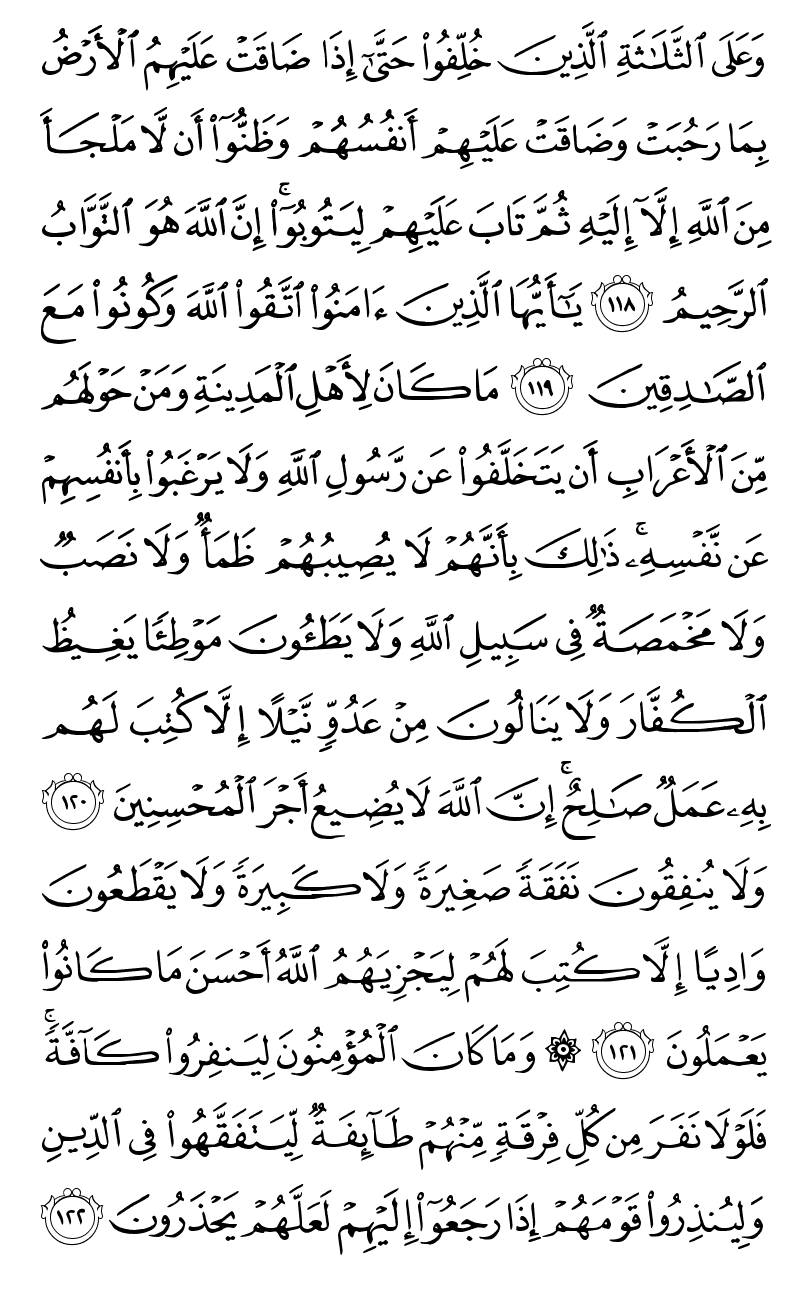 وَعَلَى ٱلثَّلَٰثَةِ ٱلَّذِينَ خُلِّفُوا۟ حَتَّىٰٓ إِذَا ضَاقَتْ عَلَيْهِمُ ٱلْأَرْضُ
بِمَا رَحُبَتْ وَضَاقَتْ عَلَيْهِمْ أَنفُسُهُمْ وَظَنُّوٓا۟ أَن لَّا مَلْجَأَ
مِنَ ٱللَّهِ إِلَّآ إِلَيْهِ ثُمَّ تَابَ عَلَيْهِمْ لِيَتُوبُوٓا۟ ۚ إِنَّ ٱللَّهَ هُوَ ٱلتَّوَّابُ
ٱلرَّحِيمُ ١١٨ يَٰٓأَيُّهَا ٱلَّذِينَ ءَامَنُوا۟ ٱتَّقُوا۟ ٱللَّهَ وَكُونُوا۟ مَعَ
ٱلصَّٰدِقِينَ ١١٩ مَا كَانَ لِأَهْلِ ٱلْمَدِينَةِ وَمَنْ حَوْلَهُم
مِّنَ ٱلْأَعْرَابِ أَن يَتَخَلَّفُوا۟ عَن رَّسُولِ ٱللَّهِ وَلَا يَرْغَبُوا۟ بِأَنفُسِهِمْ
عَن نَّفْسِهِۦ ۚ ذَٰلِكَ بِأَنَّهُمْ لَا يُصِيبُهُمْ ظَمَأٌ وَلَا نَصَبٌ
وَلَا مَخْمَصَةٌ فِى سَبِيلِ ٱللَّهِ وَلَا يَطَـُٔونَ مَوْطِئًا يَغِيظُ
ٱلْكُفَّارَ وَلَا يَنَالُونَ مِنْ عَدُوٍّ نَّيْلًا إِلَّا كُتِبَ لَهُم
بِهِۦ عَمَلٌ صَٰلِحٌ ۚ إِنَّ ٱللَّهَ لَا يُضِيعُ أَجْرَ ٱلْمُحْسِنِينَ ١٢٠
وَلَا يُنفِقُونَ نَفَقَةً صَغِيرَةً وَلَا كَبِيرَةً وَلَا يَقْطَعُونَ
وَادِيًا إِلَّا كُتِبَ لَهُمْ لِيَجْزِيَهُمُ ٱللَّهُ أَحْسَنَ مَا كَانُوا۟
يَعْمَلُونَ ١٢١ ۞ وَمَا كَانَ ٱلْمُؤْمِنُونَ لِيَنفِرُوا۟ كَآفَّةً ۚ
فَلَوْلَا نَفَرَ مِن كُلِّ فِرْقَةٍ مِّنْهُمْ طَآئِفَةٌ لِّيَتَفَقَّهُوا۟ فِى ٱلدِّينِ
وَلِيُنذِرُوا۟ قَوْمَهُمْ إِذَا رَجَعُوٓا۟ إِلَيْهِمْ لَعَلَّهُمْ يَحْذَرُونَ ١٢٢